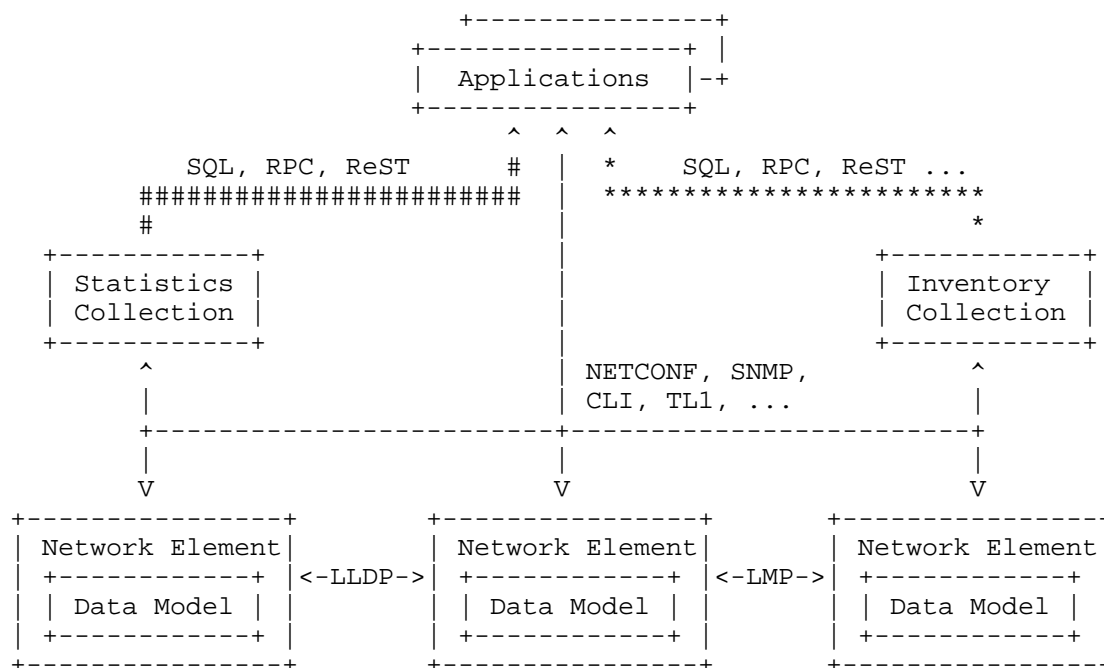 Applications
SQL, RPC, ReST
SQL, RPC, ReST ...
Statistics
Collection
Inventory
Collection
NETCONF, SNMP,
CLI, TL1, ...
Network Element
Data Model
<-LLDP->
Network Element
Data Model
<-LMP->
Network Element
Data Model